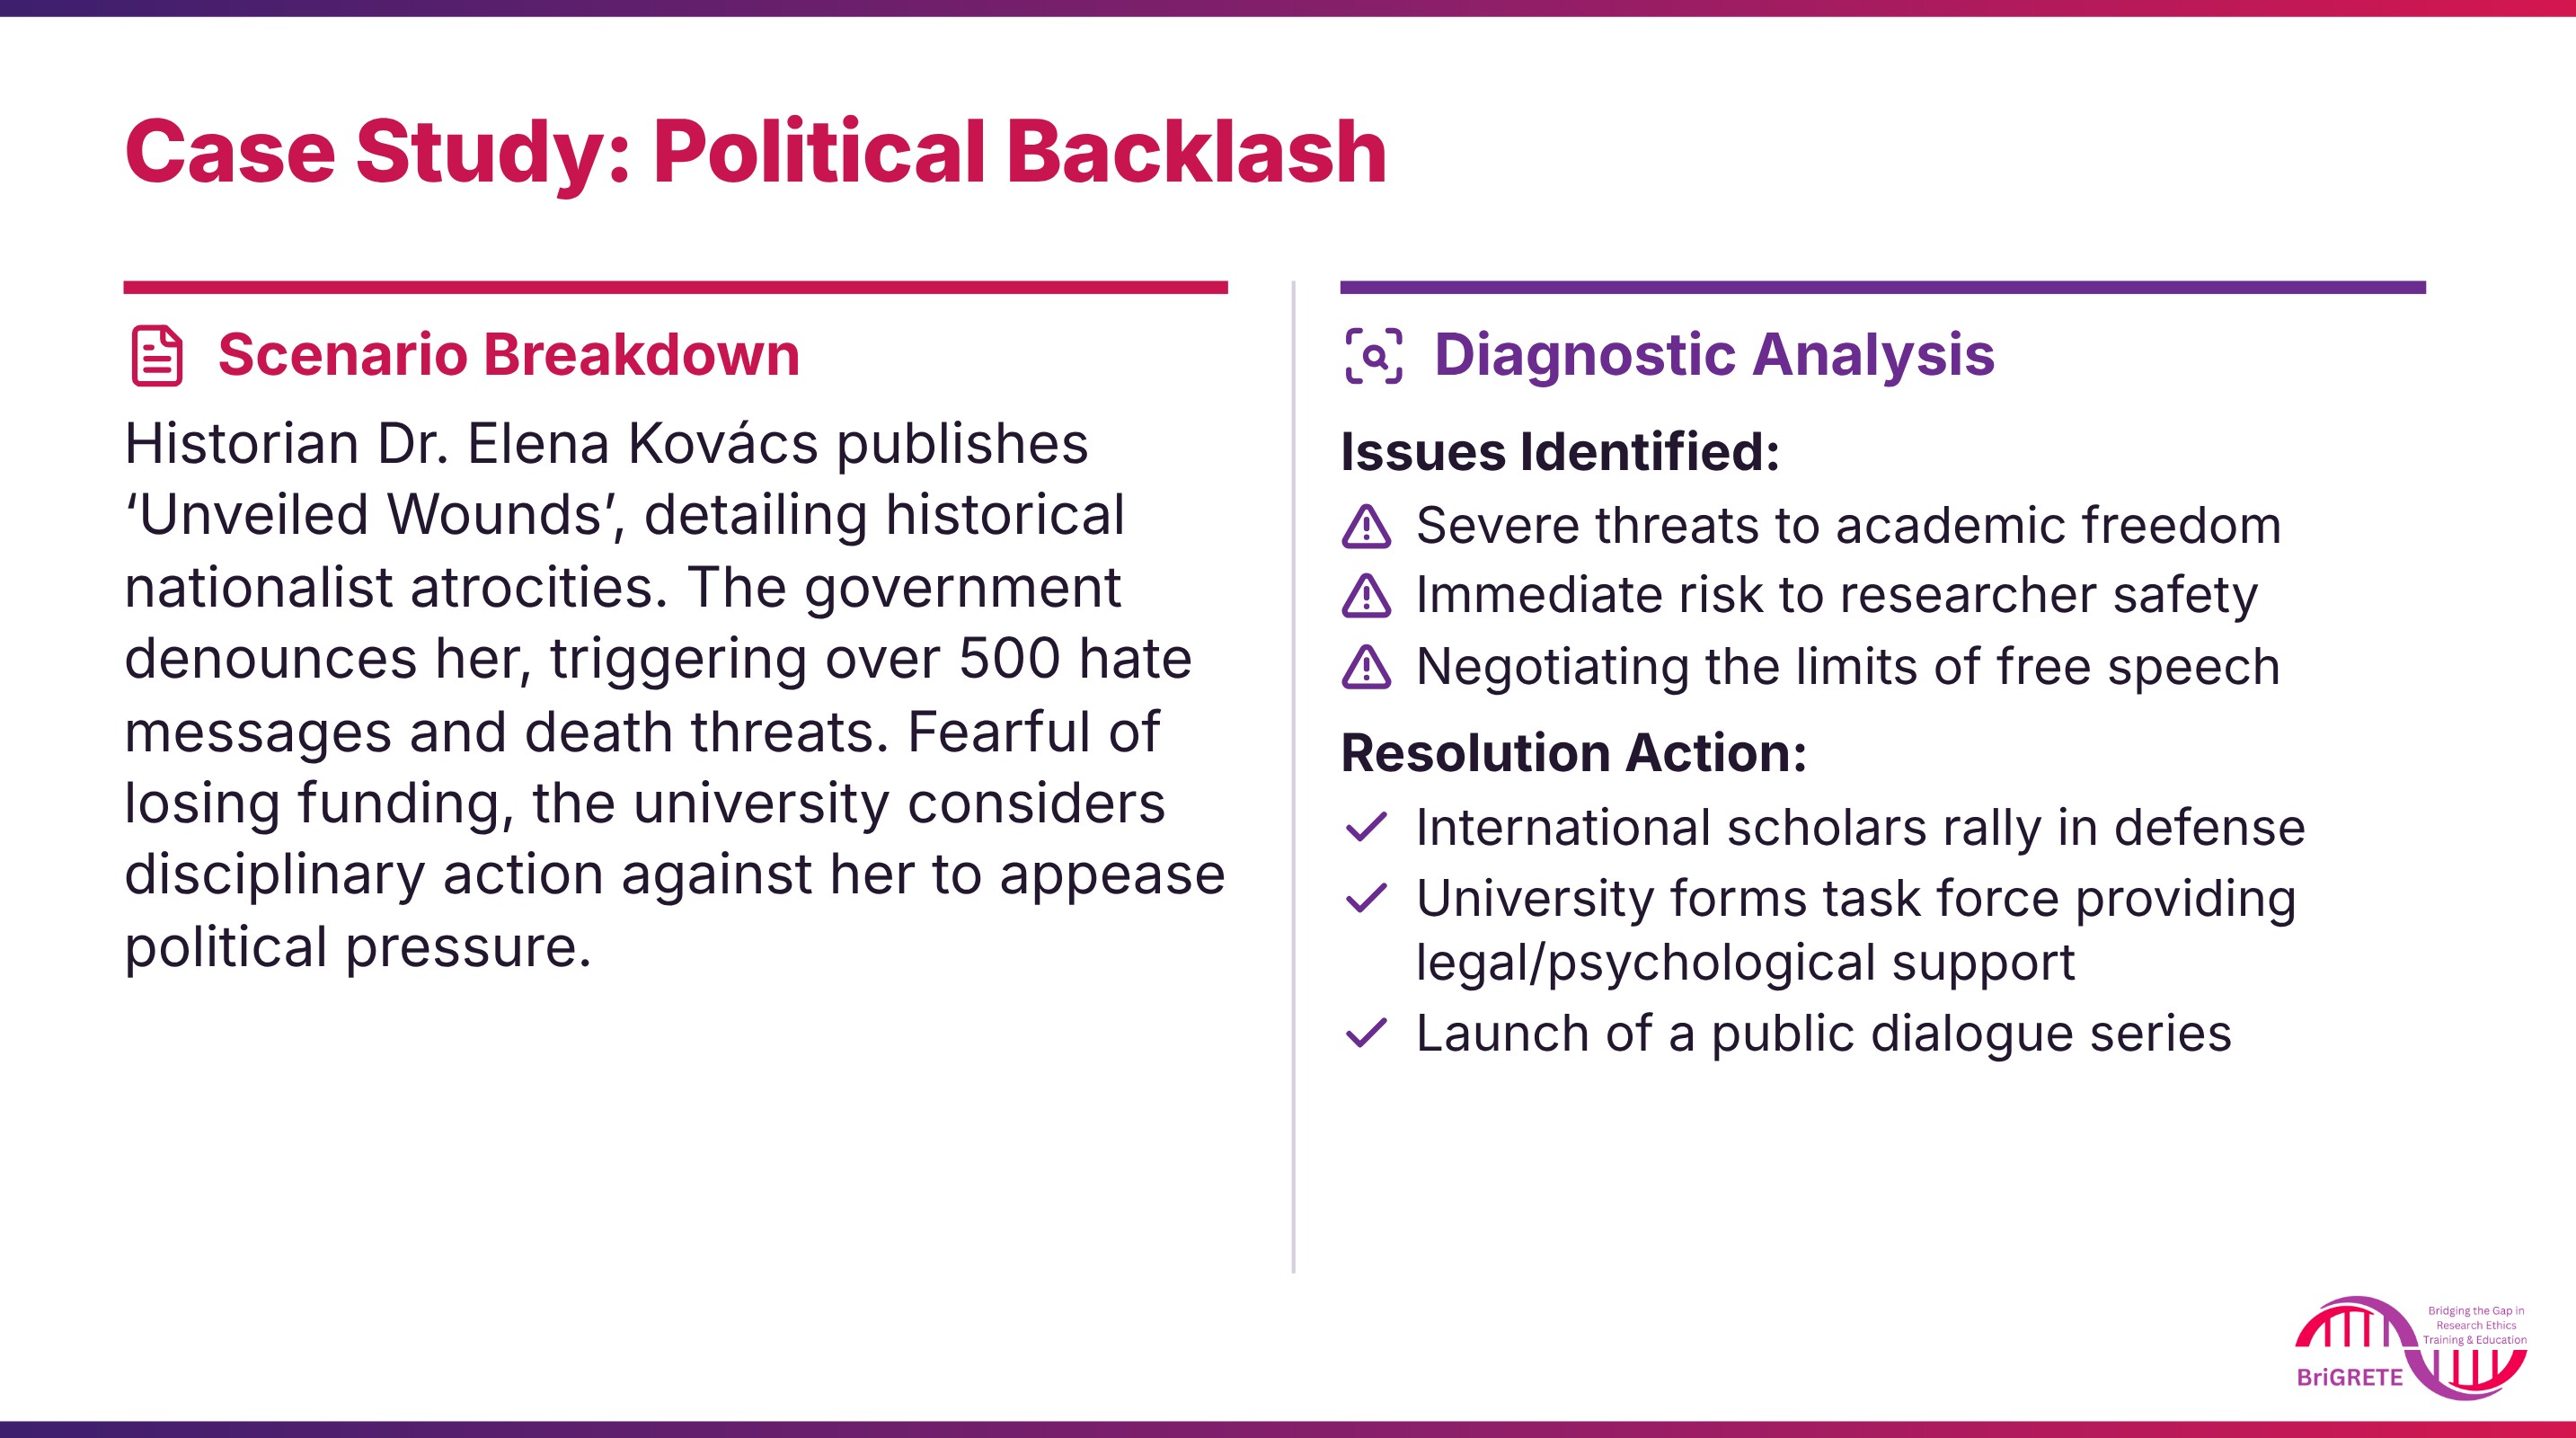 Case Study: Political Backlash
Scenario Breakdown
Historian Dr. Elena Kovács publishes
‘Unveiled Wounds’, detailing historical
nationalist atrocities. The government
denounces her, triggering over 500 hate
messages and death threats. Fearful of
losing funding, the university considers
disciplinary action against her to appease
political pressure.
Diagnostic Analysis
Issues Identified:
Severe threats to academic freedom
Immediate risk to researcher safety
Negotiating the limits of free speech
Resolution Action:
International scholars rally in defense
University forms task force providing
legal/psychological support
Launch of a public dialogue series
Bridging the Gap in
Research Ethics
Training & Education
BriGRETE